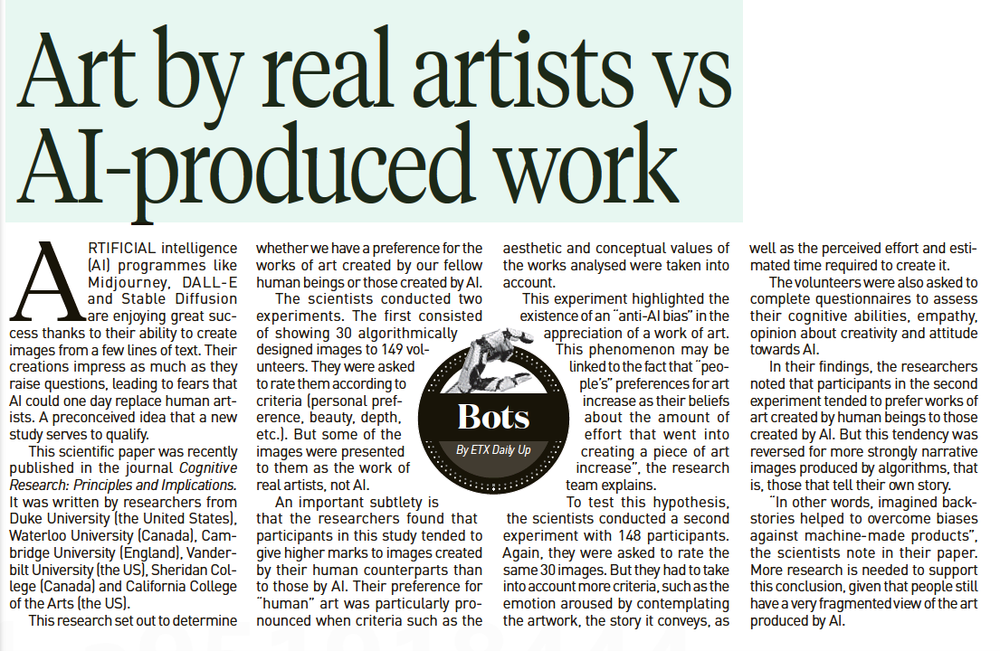 Art by real artists vs
AI-produced work
ARTIFICIAL intelligence
(AI) programmes like
Midjourney, DALL-E
and Stable Diffusion
are enjoying great suc-
cess thanks to their ability to create
images from a few lines of text. Their
creations impress as much as they
raise questions, leading to fears that
AI could one day replace human art-
ists. A preconceived idea that a new
study serves to qualify.
This scientific paper was recently
published in the journal Cognitive
Research: Principles and Implications.
It was written by researchers from
Duke University (the United States),
Waterloo University (Canada), Cam-
bridge University (England), Vander-
bilt University (the US), Sheridan Col-
lege (Canada) and California College
of the Arts (the US).
This research set out to determine
whether we have a preference for the
works of art created by our fellow
human beings or those created by AI.
The scientists conducted two
experiments. The first consisted
of showing 30 algorithmically
designed images to 149 vol-
unteers. They were asked
to rate them according to
criteria (personal pref-
erence, beauty, depth,
etc.). But some of the
images were presented
to them as the work of
real artists, not AI.
An important subtlety is
that the researchers found that
participants in this study tended to
give higher marks to images created
by their human counterparts than
to those by AI. Their preference for
"human" art was particularly pro-
nounced when criteria such as the
Bots
By ETX Daily Up
aesthetic and conceptual values of
the works analysed were taken into
account.
This experiment highlighted the
existence of an "anti-AI bias" in the
appreciation of a work of art.
This phenomenon may be
linked to the fact that "peo-
ple's" preferences for art
increase as their beliefs
about the amount of
effort that went into
creating a piece of art
increase", the research
team explains.
To test this hypothesis,
the scientists conducted a second
experiment with 148 participants.
Again, they were asked to rate the
same 30 images. But they had to take
into account more criteria, such as the
emotion aroused by contemplating
the artwork, the story it conveys, as
well as the perceived effort and esti-
mated time required to create it.
The volunteers were also asked to
complete questionnaires to assess
their cognitive abilities, empathy,
opinion about creativity and attitude
towards AI.
In their findings, the researchers
noted that participants in the second
experiment tended to prefer works of
art created by human beings to those
created by AI. But this tendency was
reversed for more strongly narrative
images produced by algorithms, that
is, those that tell their own story.
"In other words, imagined back-
stories helped to overcome biases
against machine-made products",
the scientists note in their paper.
More research is needed to support
this conclusion, given that people still
have a very fragmented view of the art
produced by AI.